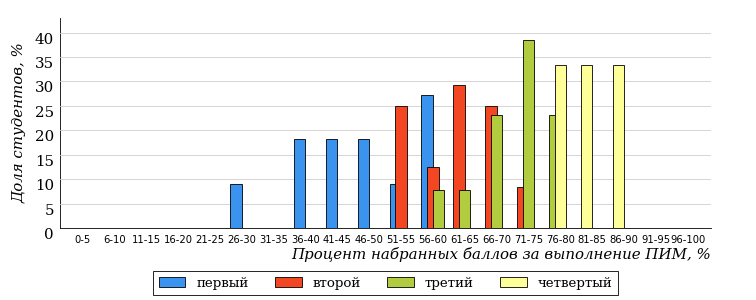 Доля студентов, %
40
35
30
25
20
15
10
5
0
0-5 6-10 11-15 16-20 21-25 26-30 31-35 36-40 41-45 46-50 51-55 56-60 61-65 66-70 71-75 76-80 81-85 86-90 91-95 96-100
Процент набранных баллов за выполнение ПИМ, %
первый второй третий четвертый